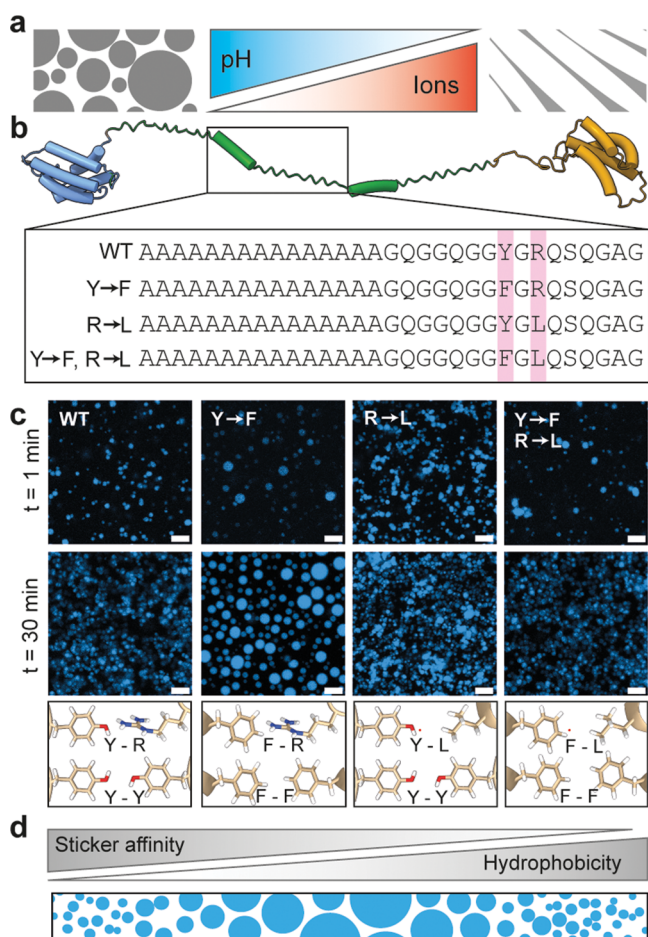 a
pH
Ions
b
WT AAAAAAAAAAAAAAAGQGGQGGYGRQSQGAG
Y→F AAAAAAAAAAAAAAAGQGGQGGFGRQSQGAG
R→L AAAAAAAAAAAAAAAGQGGQGGYGLQSQGAG
Y→F, R→L AAAAAAAAAAAAAAAGQGGQGGFGLQSQGAG
c
t = 1 min
WT
Y→F
R→L
Y→F
R→L
t = 30 min
Y - R
F - R
Y - L
F - L
Y - Y
F - F
Y - Y
F - F
d
Sticker affinity
Hydrophobicity